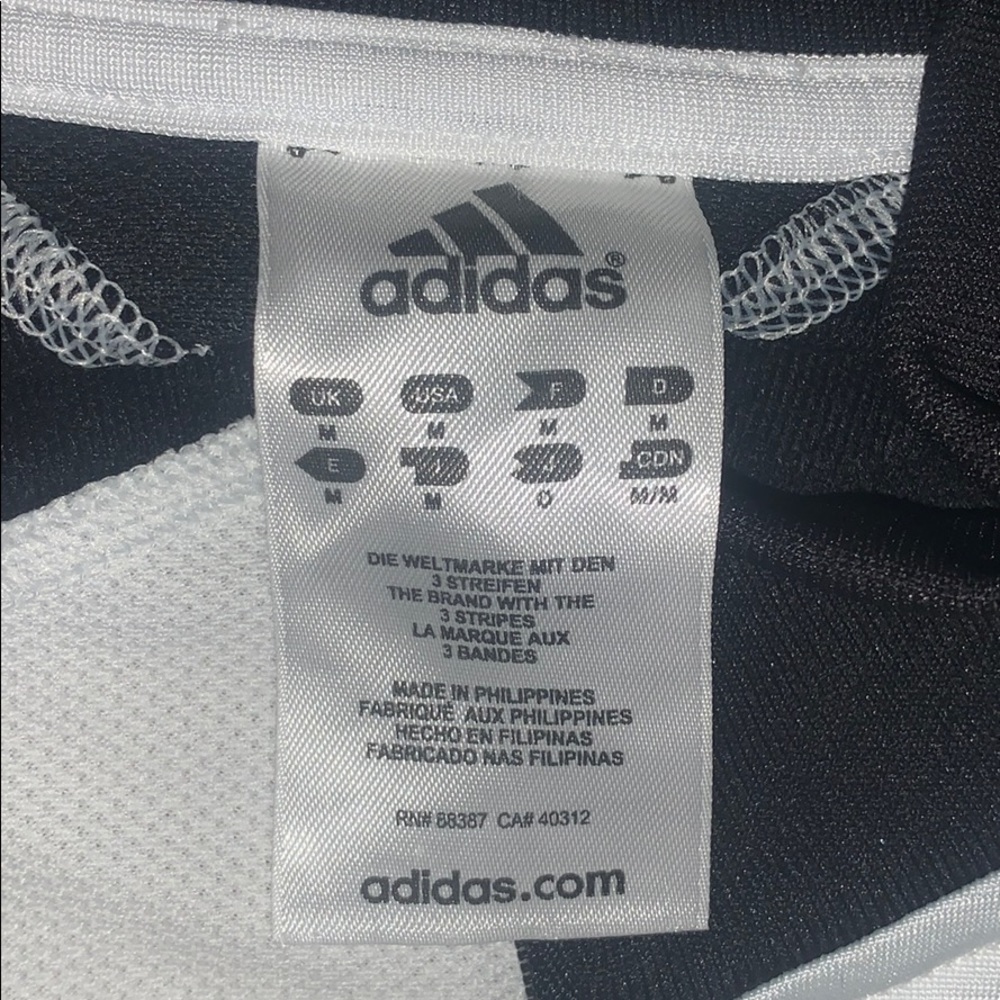 adidas®
UK USA F D
M M M M
E J J CDN
M M O M/M
DIE WELTMARKE MIT DEN
3 STREIFEN
THE BRAND WITH THE
3 STRIPES
LA MARQUE AUX
3 BANDES
MADE IN PHILIPPINES
FABRIQUÉ AUX PHILIPPINES
HECHO EN FILIPINAS
FABRICADO NAS FILIPINAS
RN# 88387 CA# 40312
adidas.com